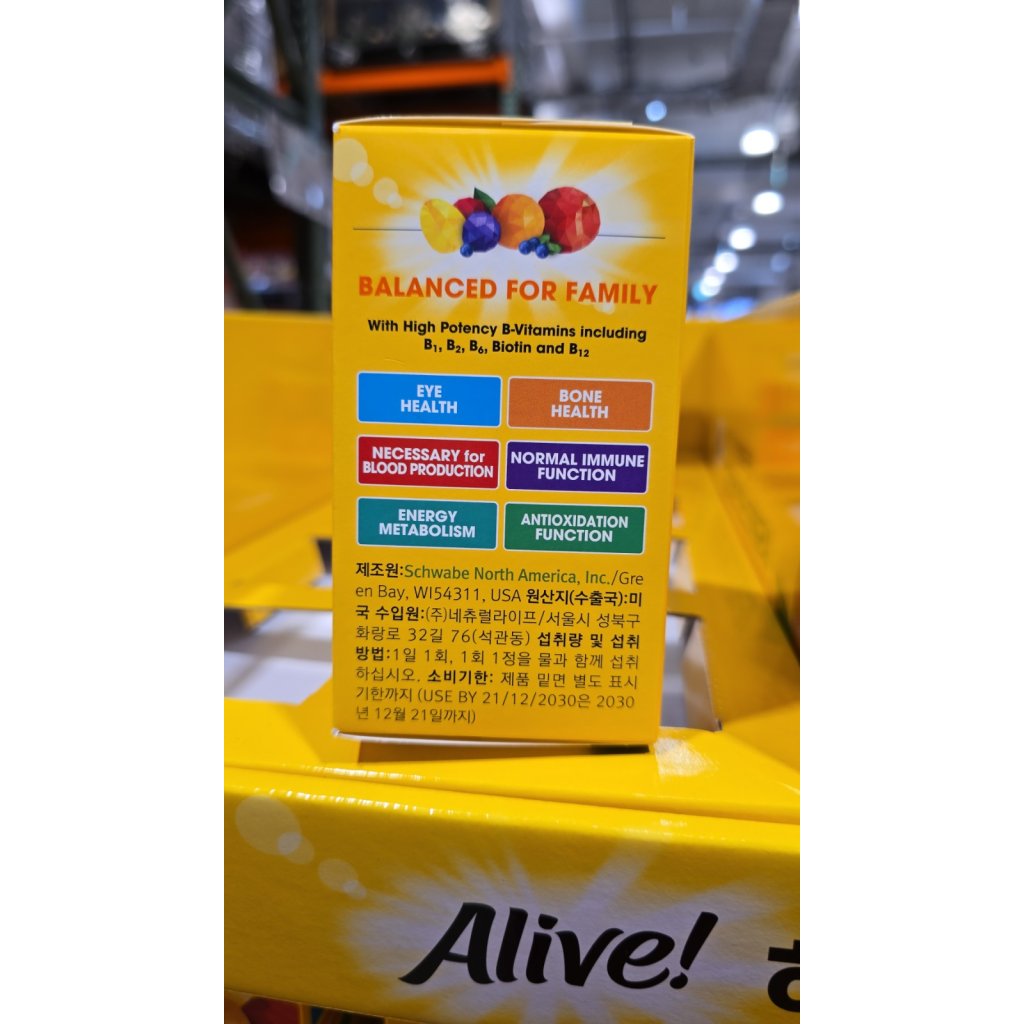 BALANCED FOR FAMILY
With High Potency B-Vitamins including
B₁, B₂, B₆, Biotin and B₁₂
EYE
HEALTH
BONE
HEALTH
NECESSARY for
BLOOD PRODUCTION
NORMAL IMMUNE
FUNCTION
ENERGY
METABOLISM
ANTIOXIDATION
FUNCTION
제조원:Schwabe North America, Inc./Gre
en Bay, WI54311, USA 원산지(수출국):미
국 수입원:(주)네츄럴라이프/서울시 성북구
화랑로 32길 76(석관동) 섭취량 및 섭취
방법:1일 1회, 1회 1정을 물과 함께 섭취
하십시오. 소비기한: 제품 밑면 별도 표시
기한까지 (USE BY 21/12/2030은 2030
년 12월 21일까지)
Alive!